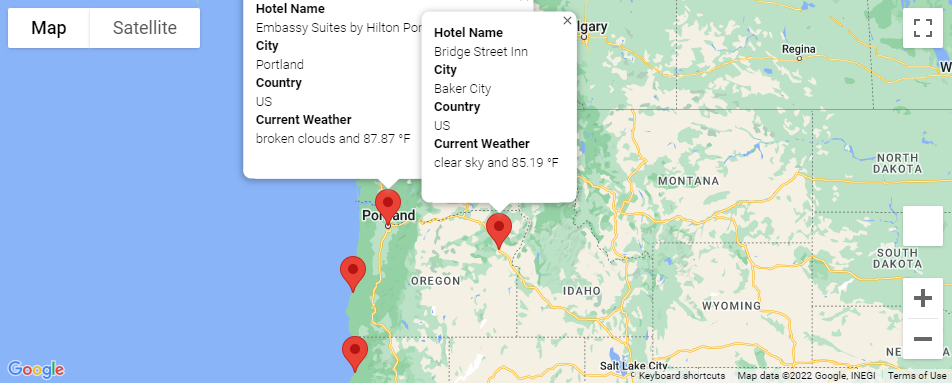 Map
Satellite
Hotel Name
Embassy Suites by Hilton Por
City
Portland
Country
US
Current Weather
broken clouds and 87.87 °F
Hotel Name
Bridge Street Inn
City
Baker City
Country
US
Current Weather
clear sky and 85.19 °F
lgary
Regina
W
NORTH
DAKOTA
MONTANA
Portland
SOUTH
DAKOTA
OREGON
IDAHO
WYOMING
NE
Salt Lake City
Google
Keyboard shortcuts
Map data ©2022 Google, INEGI
Terms of Use